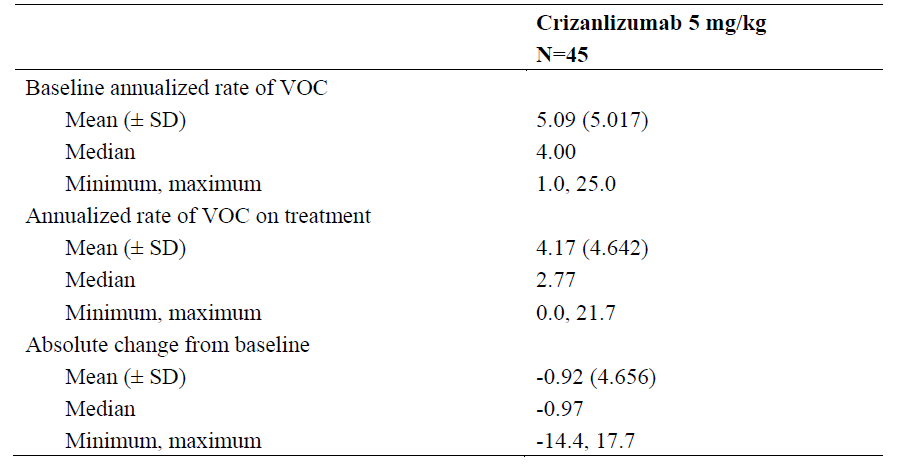 Crizanlizumab 5 mg/kg
N=45
Baseline annualized rate of VOC
Mean (± SD) 5.09 (5.017)
Median 4.00
Minimum, maximum 1.0, 25.0
Annualized rate of VOC on treatment
Mean (± SD) 4.17 (4.642)
Median 2.77
Minimum, maximum 0.0, 21.7
Absolute change from baseline
Mean (± SD) -0.92 (4.656)
Median -0.97
Minimum, maximum -14.4, 17.7